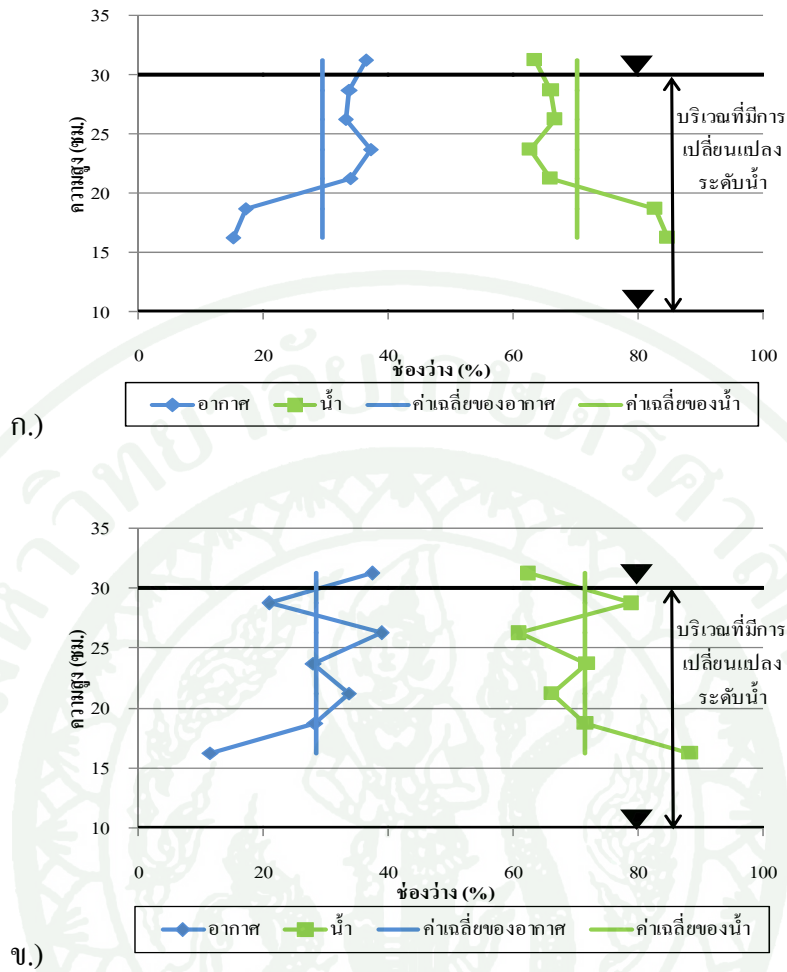 35
30
25
20
15
10
ความสูง (ซม.)
บริเวณที่มีการ
เปลี่ยนแปลง
ระดับน้ำ
0 20 40 60 80 100
ช่องว่าง (%)
อากาศ น้ำ ค่าเฉลี่ยของอากาศ ค่าเฉลี่ยของน้ำ
ก.)
35
30
25
20
15
10
ความสูง (ซม.)
บริเวณที่มีการ
เปลี่ยนแปลง
ระดับน้ำ
0 20 40 60 80 100
ช่องว่าง (%)
อากาศ น้ำ ค่าเฉลี่ยของอากาศ ค่าเฉลี่ยของน้ำ
ข.)